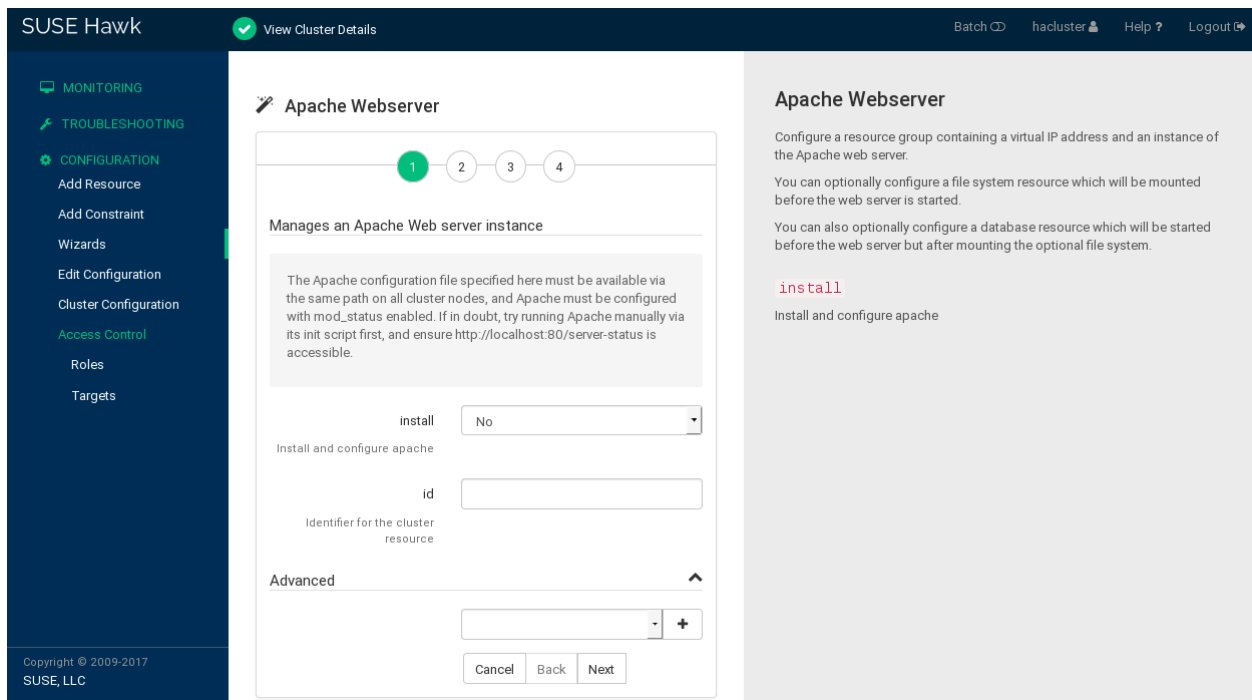 SUSE Hawk
View Cluster Details
Batch
hacluster
Help ?
Logout
MONITORING
TROUBLESHOOTING
CONFIGURATION
Add Resource
Add Constraint
Wizards
Edit Configuration
Cluster Configuration
Access Control
Roles
Targets
Copyright © 2009-2017
SUSE, LLC
Apache Webserver
1
2
3
4
Manages an Apache Web server instance
The Apache configuration file specified here must be available via
the same path on all cluster nodes, and Apache must be configured
with mod_status enabled. If in doubt, try running Apache manually via
its init script first, and ensure http://localhost:80/server-status is
accessible.
install
No
Install and configure apache
id
Identifier for the cluster
resource
Advanced
Cancel
Back
Next
Apache Webserver
Configure a resource group containing a virtual IP address and an instance of
the Apache web server.
You can optionally configure a file system resource which will be mounted
before the web server is started.
You can also optionally configure a database resource which will be started
before the web server but after mounting the optional file system.
install
Install and configure apache